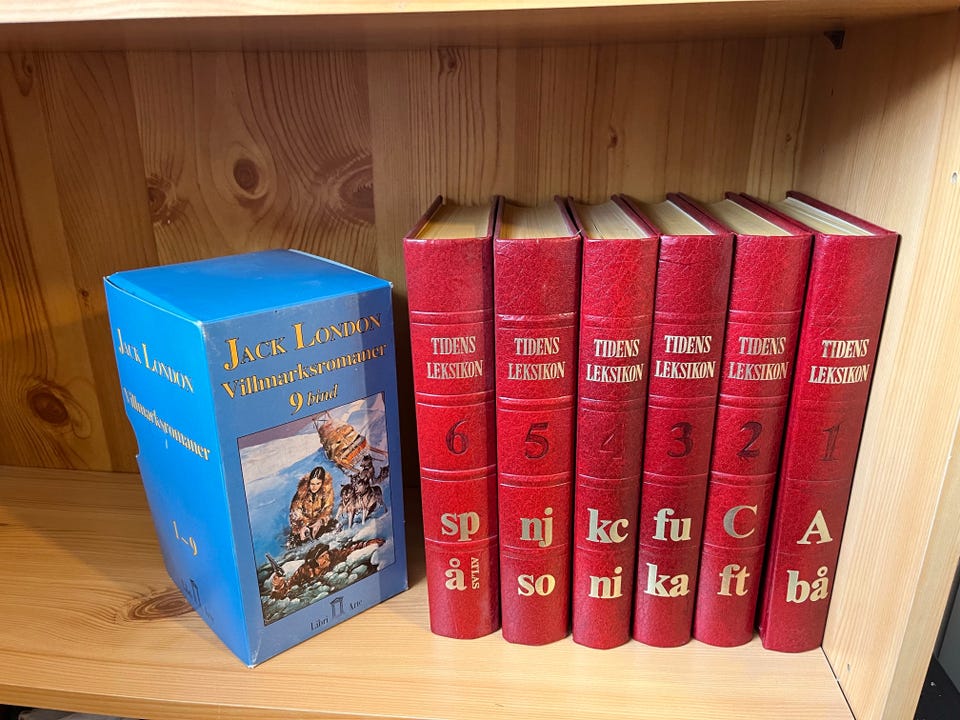 JACK LONDON
Villmarksromaner
1-9
JACK LONDON
Villmarksromaner
9 bind
Libri Arte
TIDENS
LEKSIKON
6
sp
å
ATLAS
TIDENS
LEKSIKON
5
nj
so
TIDENS
LEKSIKON
4
kc
ni
TIDENS
LEKSIKON
3
fu
ka
TIDENS
LEKSIKON
2
C
ft
TIDENS
LEKSIKON
1
A
bå